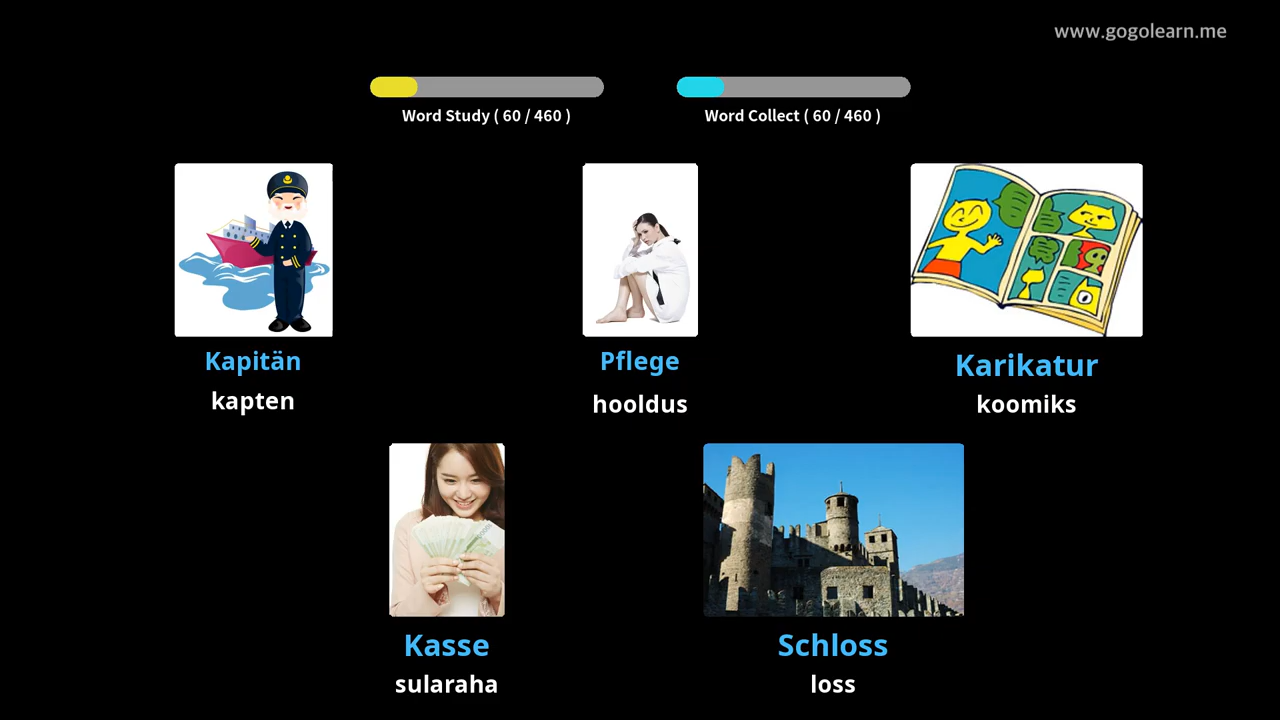 www.gogolearn.me
Word Study ( 60 / 460 )
Word Collect ( 60 / 460 )
Kapitän
kapten
Pflege
hooldus
Karikatur
koomiks
Kasse
sularaha
Schloss
loss